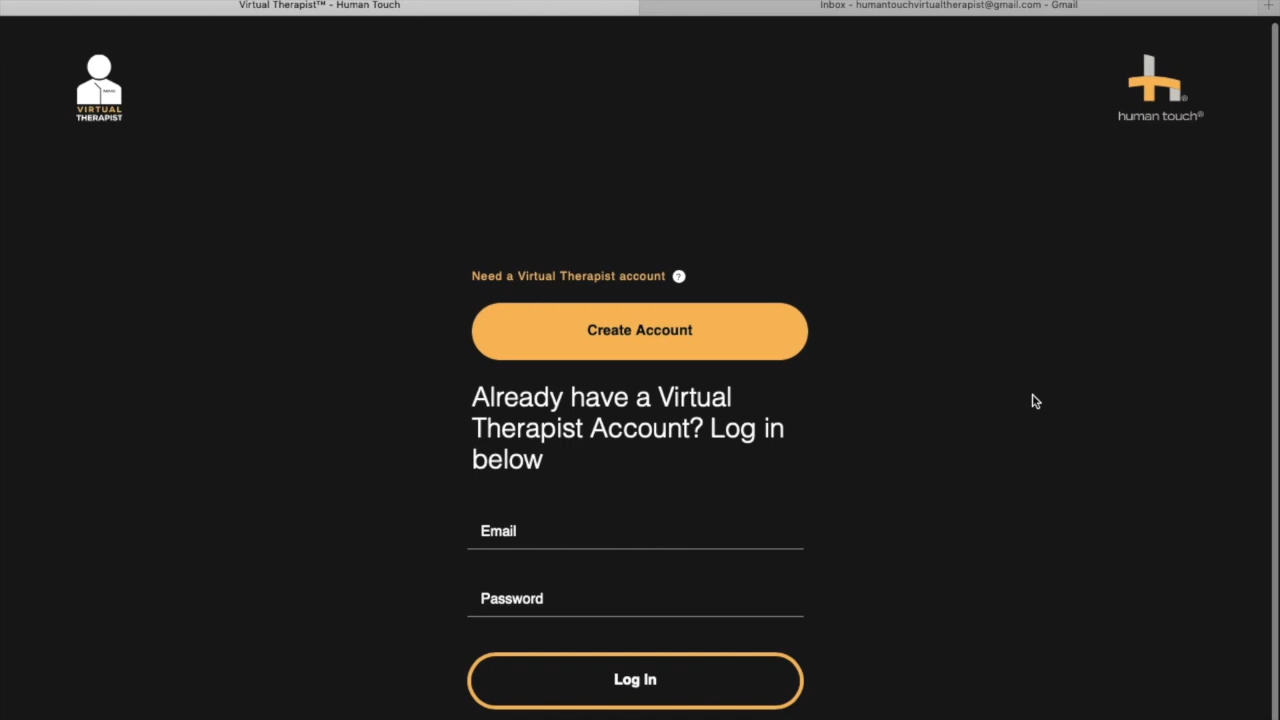 Virtual Therapist™ - Human Touch
Inbox - humantouchvirtualtherapist@gmail.com - Gmail
VIRTUAL
THERAPIST
human touch®
Need a Virtual Therapist account ?
Create Account
Already have a Virtual
Therapist Account? Log in
below
Email
Password
Log In